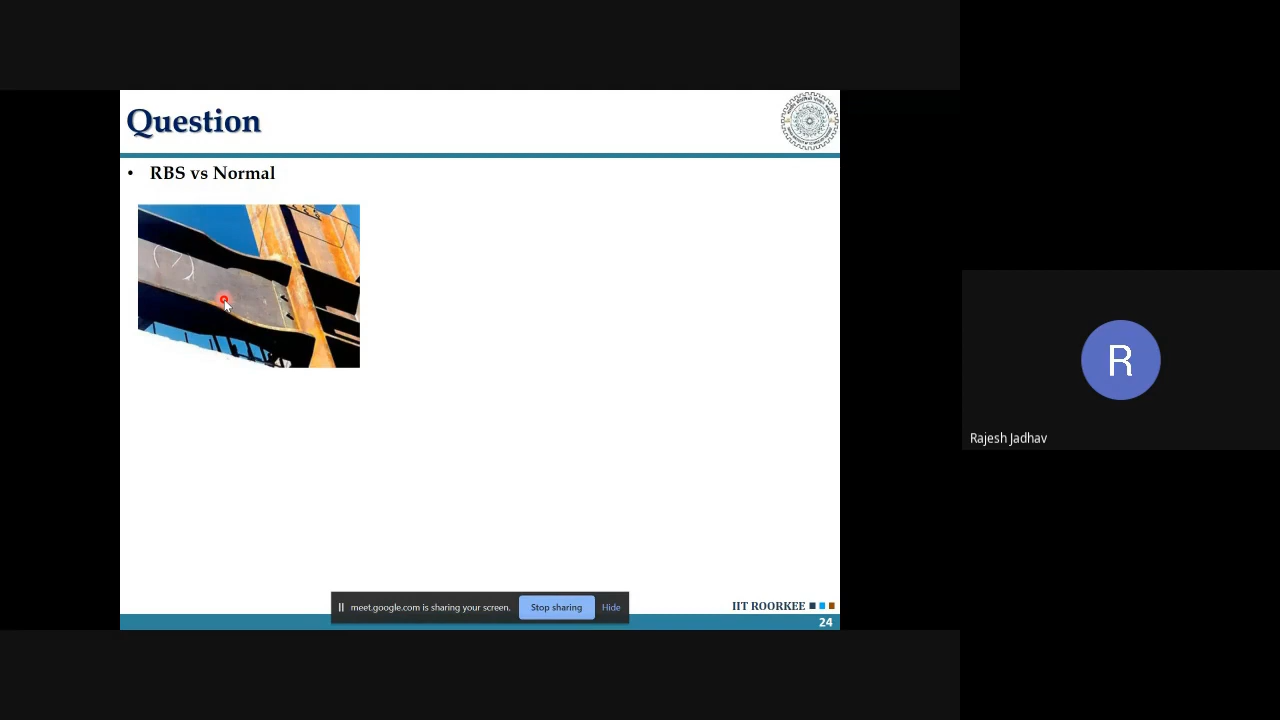 Question
• RBS vs Normal
Rajesh Jadhav
R
meet.google.com is sharing your screen.
Stop sharing
Hide
IIT ROORKEE
24